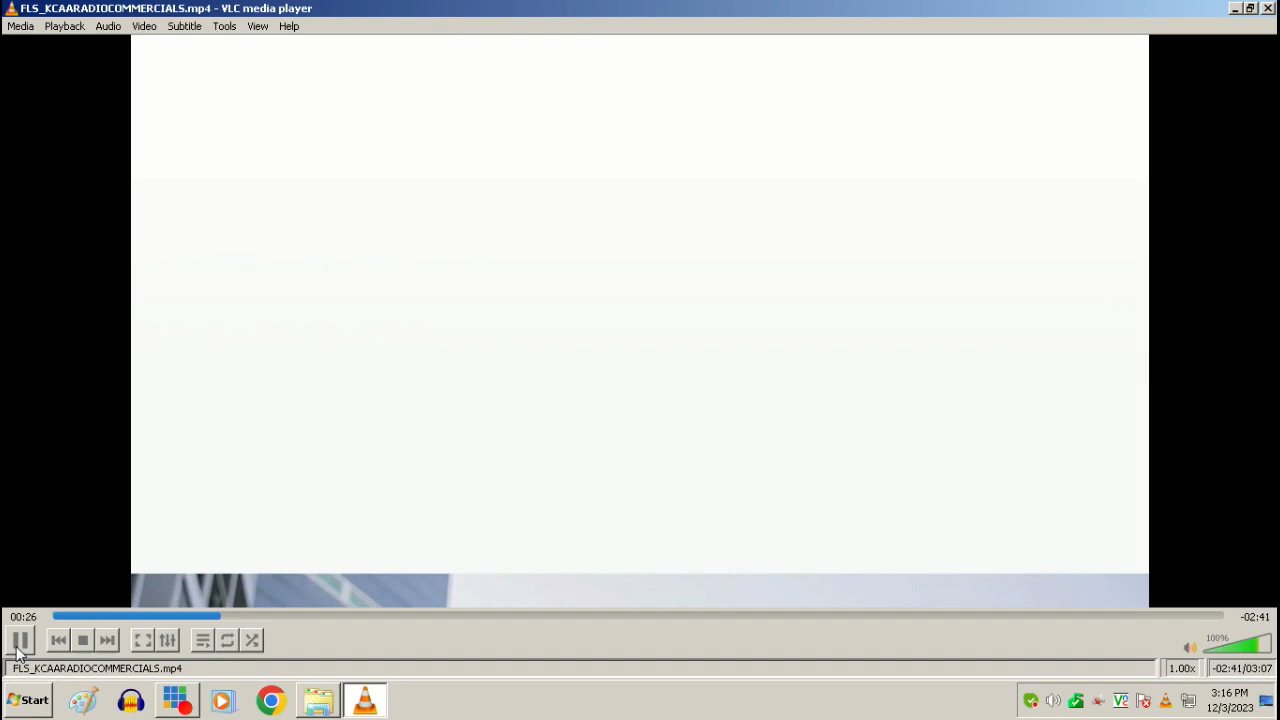 FLS_KCAARADIOCOMMERCIALS.mp4 - VLC media player
Media Playback Audio Video Subtitle Tools View Help
00:26 -02:41
100%
FLS_KCAARADIOCOMMERCIALS.mp4 1.00x -02:41/03:07
Start
3:16 PM
12/3/2023